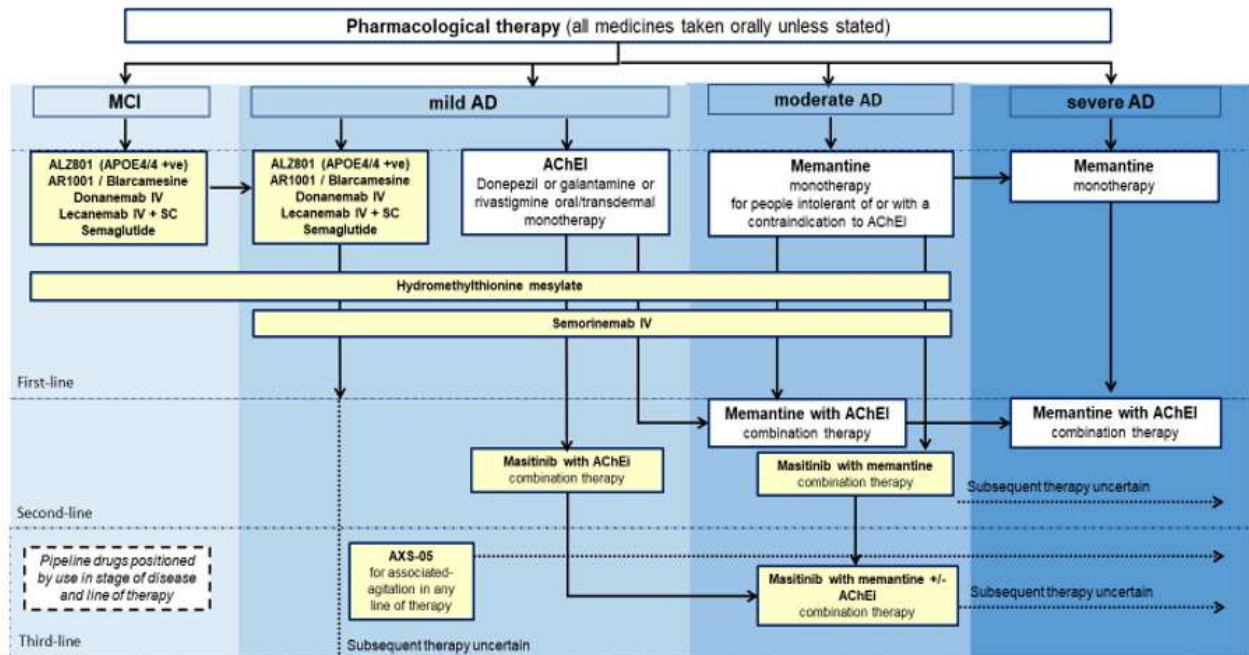 Pharmacological therapy (all medicines taken orally unless stated)
MCI
mild AD
moderate AD
severe AD
ALZ801 (APOE4/4 +ve)
AR1001 / Blarcamesine
Donanemab IV
Lecanemab IV + SC
Semaglutide
ALZ801 (APOE4/4 +ve)
AR1001 / Blarcamesine
Donanemab IV
Lecanemab IV + SC
Semaglutide
AChEI
Donepezil or galantamine or
rivastigmine oral/transdermal
monotherapy
Memantine
monotherapy
for people intolerant of or with a
contraindication to AChEI
Memantine
monotherapy
Hydromethylthionine mesylate
Semorinemab IV
First-line
Memantine with AChEI
combination therapy
Memantine with AChEI
combination therapy
Masitinib with AChEi
combination therapy
Masitinib with memantine
combination therapy
Subsequent therapy uncertain
Second-line
Pipeline drugs positioned
by use in stage of disease
and line of therapy
AXS-05
for associated-
agitation in any
line of therapy
Masitinib with memantine +/-
AChEi
combination therapy
Subsequent therapy uncertain
Third-line
Subsequent therapy uncertain